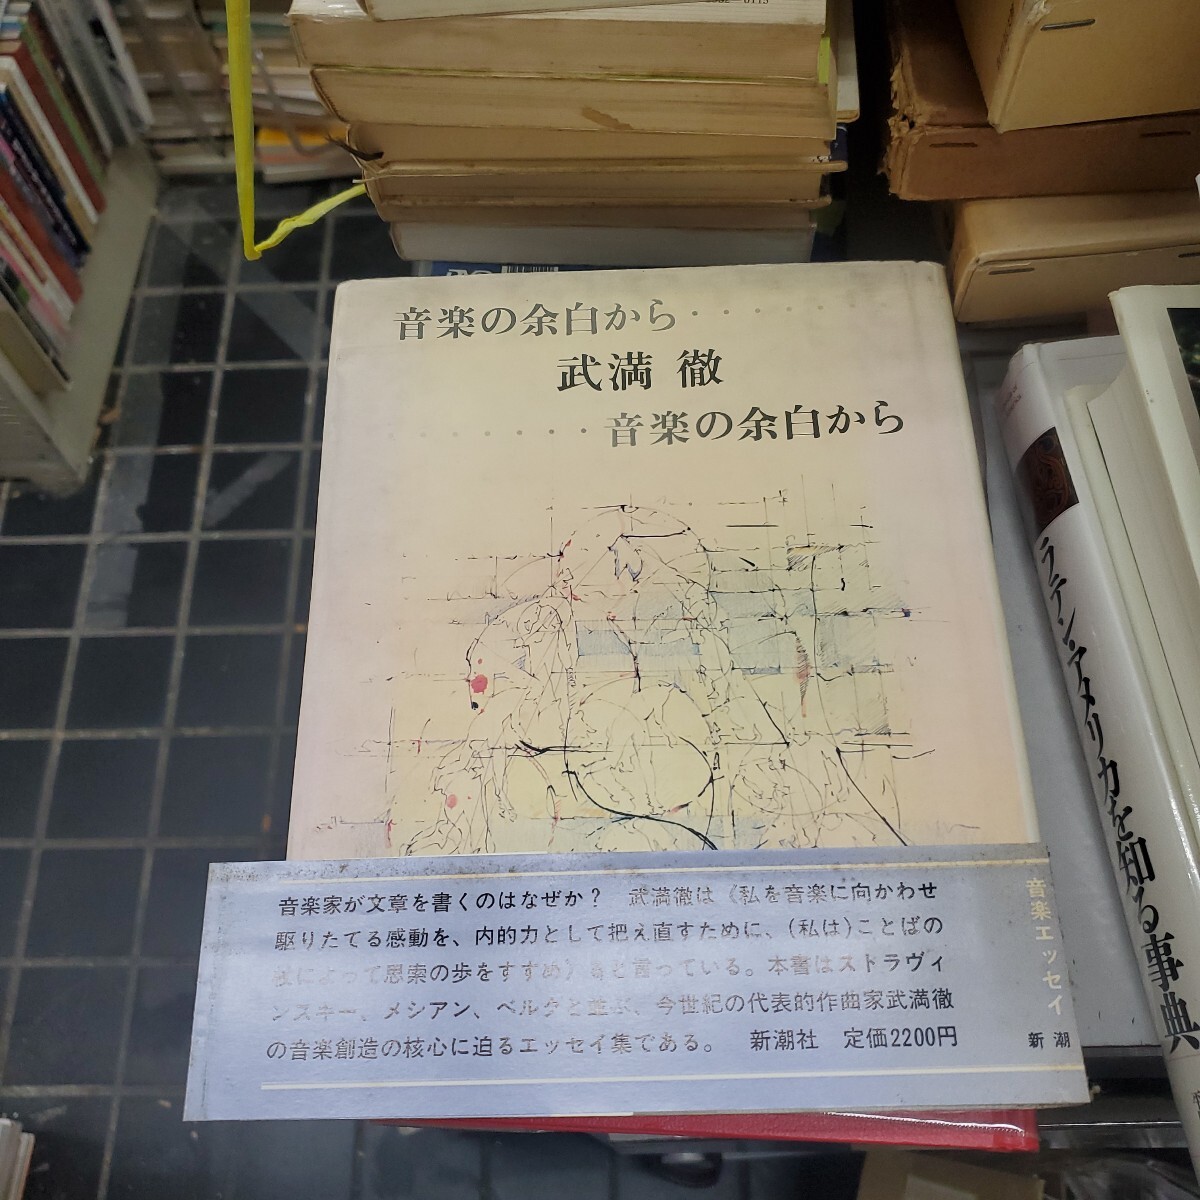 音楽の余白から・・・・・
武満 徹
・・・・・・・音楽の余白から
音楽家が文章を書くのはなぜか? 武満徹は〈私を音楽に向かわせ
駆りたてる感動を、内的力として把え直すために、(私は)ことばの
によって思索の歩をすすめ〉ると言っている。本書はストラヴィ
ンスキー、メシアン、ベルクと並ぶ、今世紀の代表的作曲家武満徹
の音楽創造の核心に迫るエッセイ集である。 新潮社 定価2200円
音楽エッセイ
新潮
ラテン・アメリカを知る事典